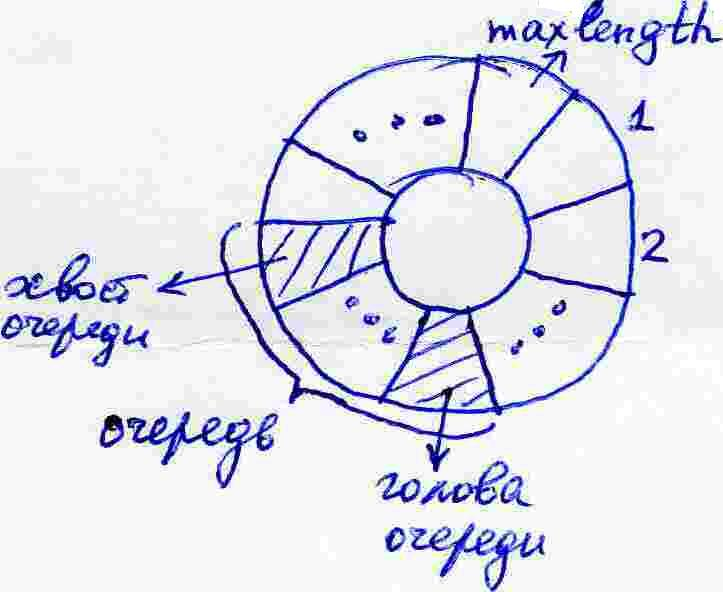 maxlength
1
2
хвост
очереди
очередь
голова
очереди